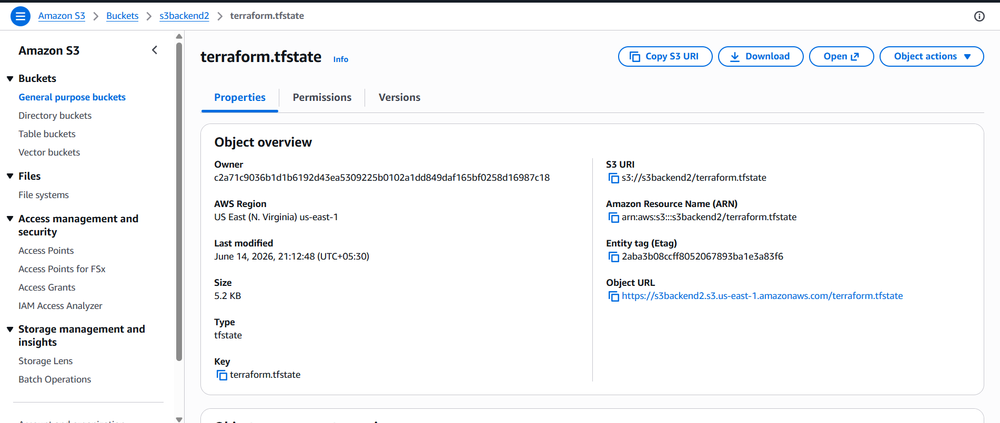 Amazon S3 > Buckets > s3backend2 > terraform.tfstate
Amazon S3
Buckets
General purpose buckets
Directory buckets
Table buckets
Vector buckets
Files
File systems
Access management and
security
Access Points
Access Points for FSx
Access Grants
IAM Access Analyzer
Storage management and
insights
Storage Lens
Batch Operations
terraform.tfstate Info
Copy S3 URI Download Open Object actions
Properties Permissions Versions
Object overview
Owner
c2a71c9036b1d1b6192d43ea5309225b0102a1dd849daf165bf0258d16987c18
AWS Region
US East (N. Virginia) us-east-1
Last modified
June 14, 2026, 21:12:48 (UTC+05:30)
Size
5.2 KB
Type
tfstate
Key
terraform.tfstate
S3 URI
s3://s3backend2/terraform.tfstate
Amazon Resource Name (ARN)
arn:aws:s3:::s3backend2/terraform.tfstate
Entity tag (Etag)
2aba3b08ccff8052067893ba1e3a83f6
Object URL
https://s3backend2.s3.us-east-1.amazonaws.com/terraform.tfstate